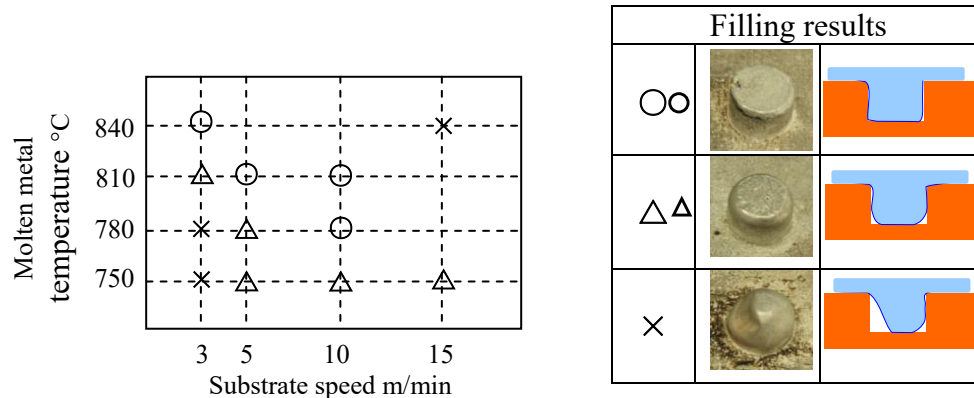 Filling results
Molten metal
temperature °C
840
810
780
750
3 5 10 15
Substrate speed m/min